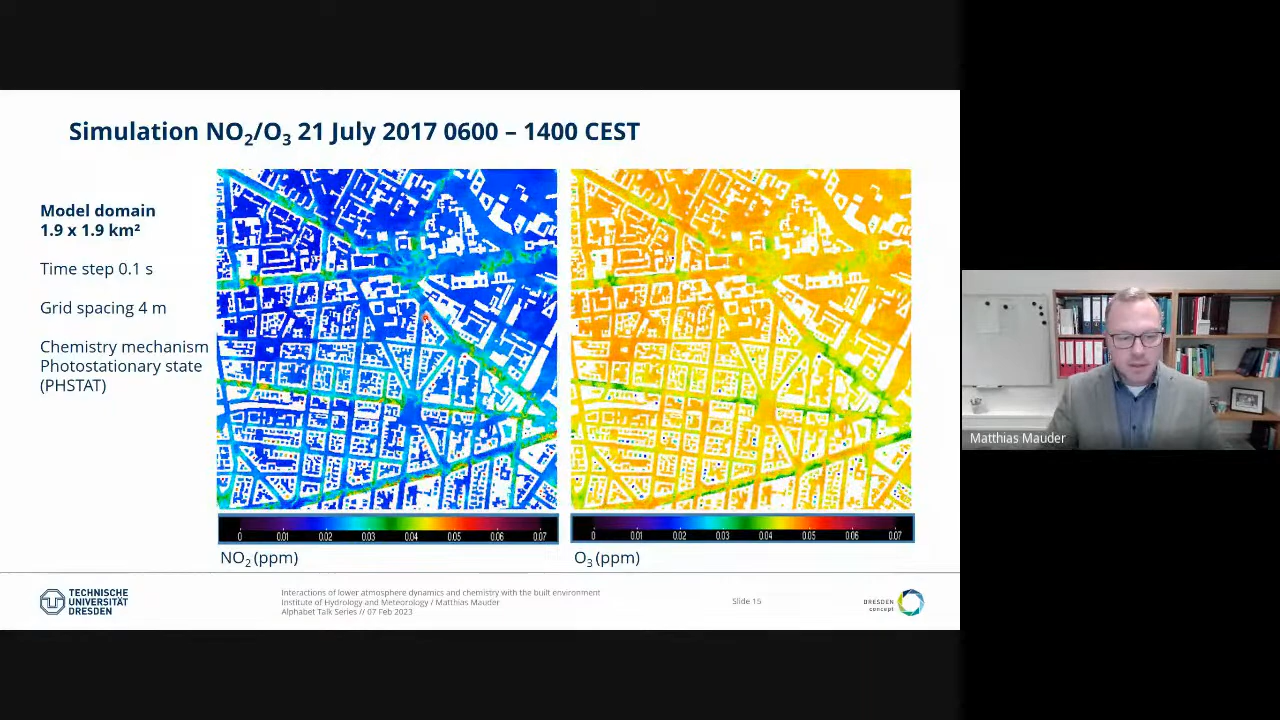 Simulation NO₂/O₃ 21 July 2017 0600 – 1400 CEST
Model domain
1.9 x 1.9 km²
Time step 0.1 s
Grid spacing 4 m
Chemistry mechanism
Photostationary state
(PHSTAT)
0 0.01 0.02 0.03 0.04 0.05 0.06 0.07
0 0.01 0.02 0.03 0.04 0.05 0.06 0.07
NO₂ (ppm)
O₃ (ppm)
Matthias Mauder
TECHNISCHE
UNIVERSITÄT
DRESDEN
Interactions of lower atmosphere dynamics and chemistry with the built environment
Institute of Hydrology and Meteorology / Matthias Mauder
Alphabet Talk Series // 07 Feb 2023
Slide 15
DRESDEN
concept